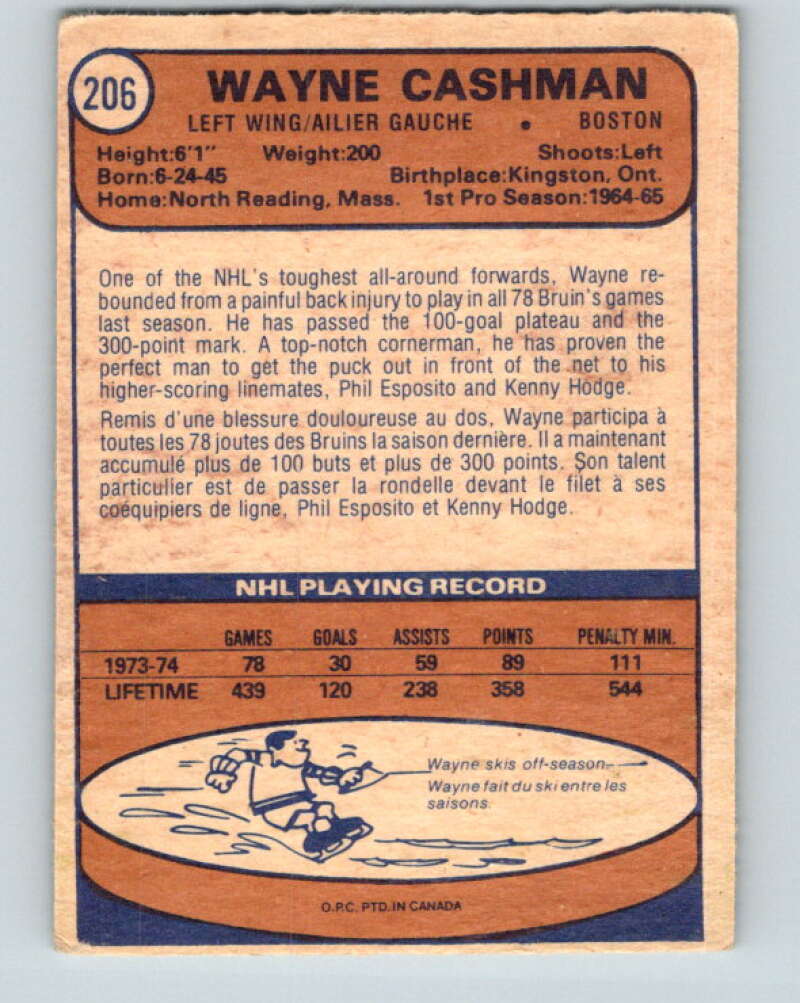 206
WAYNE CASHMAN
LEFT WING/AILIER GAUCHE • BOSTON
Height:6'1" Weight:200 Shoots:Left
Born:6-24-45 Birthplace:Kingston, Ont.
Home:North Reading, Mass. 1st Pro Season:1964-65
One of the NHL's toughest all-around forwards, Wayne re-
bounded from a painful back injury to play in all 78 Bruin's games
last season. He has passed the 100-goal plateau and the
300-point mark. A top-notch cornerman, he has proven the
perfect man to get the puck out in front of the net to his
higher-scoring linemates, Phil Esposito and Kenny Hodge.
Remis d'une blessure douloureuse au dos, Wayne participa à
toutes les 78 joutes des Bruins la saison dernière. Il a maintenant
accumulé plus de 100 buts et plus de 300 points. Son talent
particulier est de passer la rondelle devant le filet à ses
coéquipiers de ligne, Phil Esposito et Kenny Hodge.
NHL PLAYING RECORD
GAMES GOALS ASSISTS POINTS PENALTY MIN.
1973-74 78 30 59 89 111
LIFETIME 439 120 238 358 544
Wayne skis off-season
Wayne fait du ski entre les
saisons.
O.P.C. PTD. IN CANADA